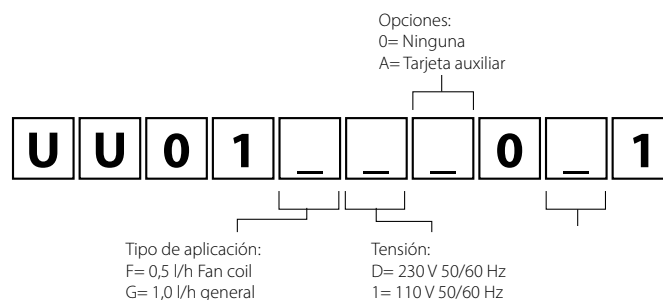 Opciones:
0= Ninguna
A= Tarjeta auxiliar
U U 0 1 _ _ _ 0 _ 1
Tipo de aplicación:
F= 0,5 l/h Fan coil
G= 1,0 l/h general
Tensión:
D= 230 V 50/60 Hz
1= 110 V 50/60 Hz